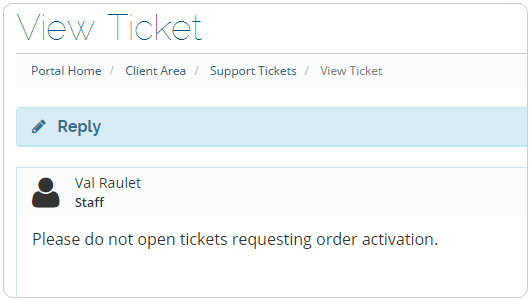 View Ticket
Portal Home / Client Area / Support Tickets / View Ticket
Reply
Val Raulet
Staff
Please do not open tickets requesting order activation.